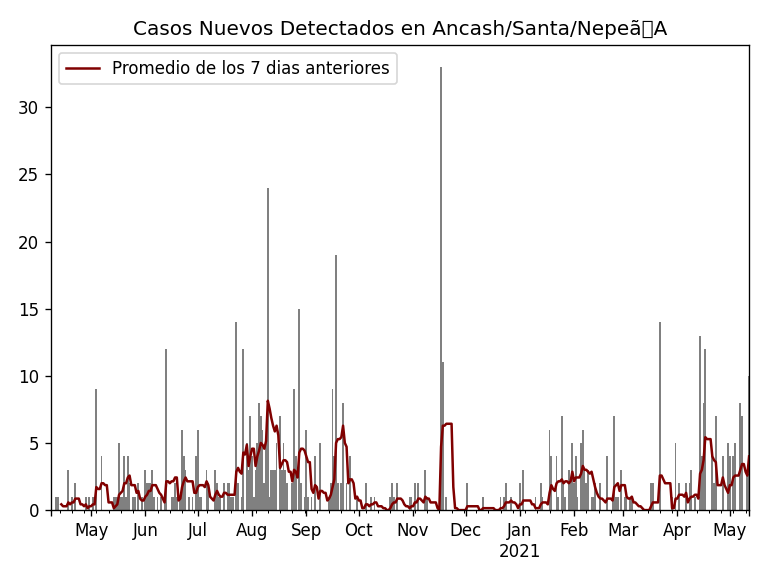 Casos Nuevos Detectados en Ancash/Santa/Nepeã▯A
Promedio de los 7 dias anteriores
30
25
20
15
10
5
0
May Jun Jul Aug Sep Oct Nov Dec Jan Feb Mar Apr May
2021